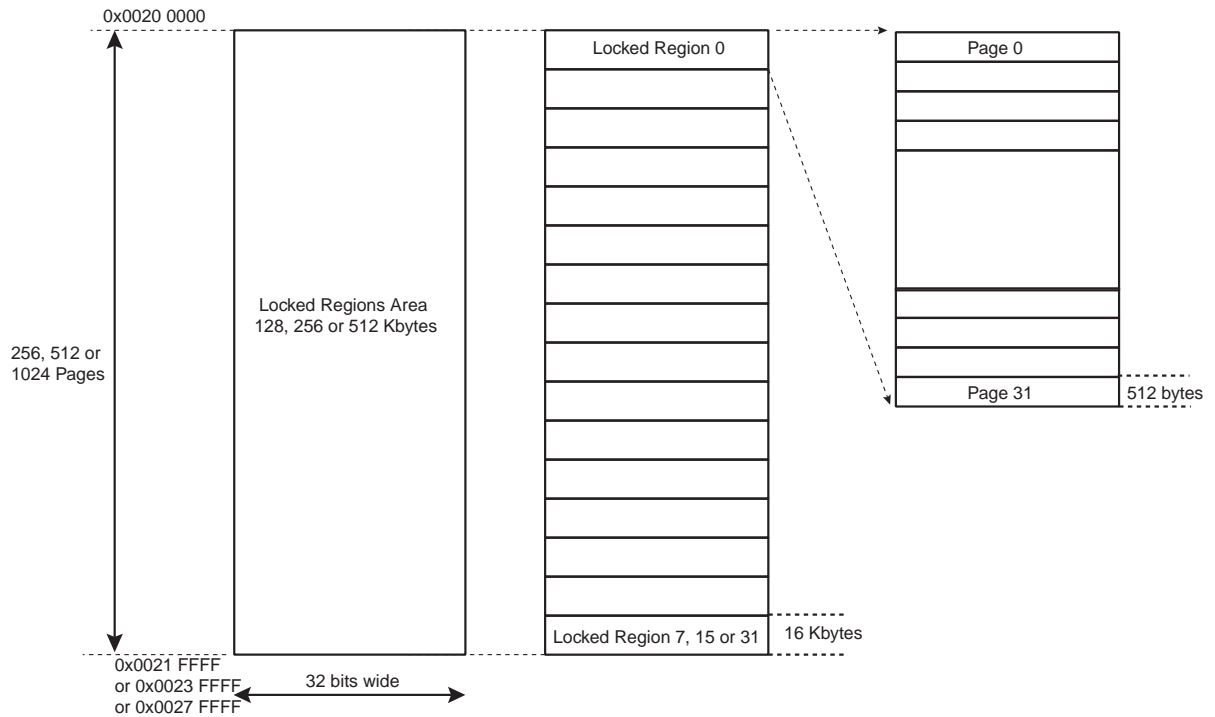 0x0020 0000
Locked Region 0
Page 0
Locked Regions Area
128, 256 or 512 Kbytes
256, 512 or
1024 Pages
Page 31
512 bytes
Locked Region 7, 15 or 31
16 Kbytes
0x0021 FFFF
or 0x0023 FFFF
or 0x0027 FFFF
32 bits wide